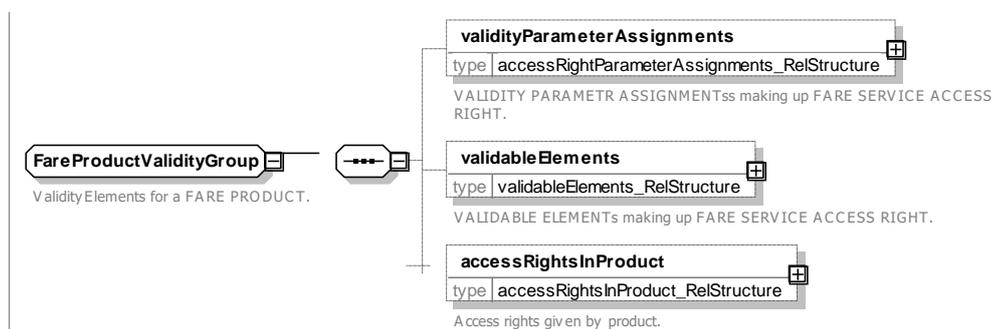 validityParameterAssignments
type accessRightParameterAssignments_RelStructure
VALIDITY PARAMETR ASSIGNMENTss making up FARE SERVICE ACCESS
RIGHT.
FareProductValidityGroup
Validity Elements for a FARE PRODUCT.
validableElements
type validableElements_RelStructure
VALIDABLE ELEMENTs making up FARE SERVICE ACCESS RIGHT.
accessRightsInProduct
type accessRightsInProduct_RelStructure
Access rights given by product.